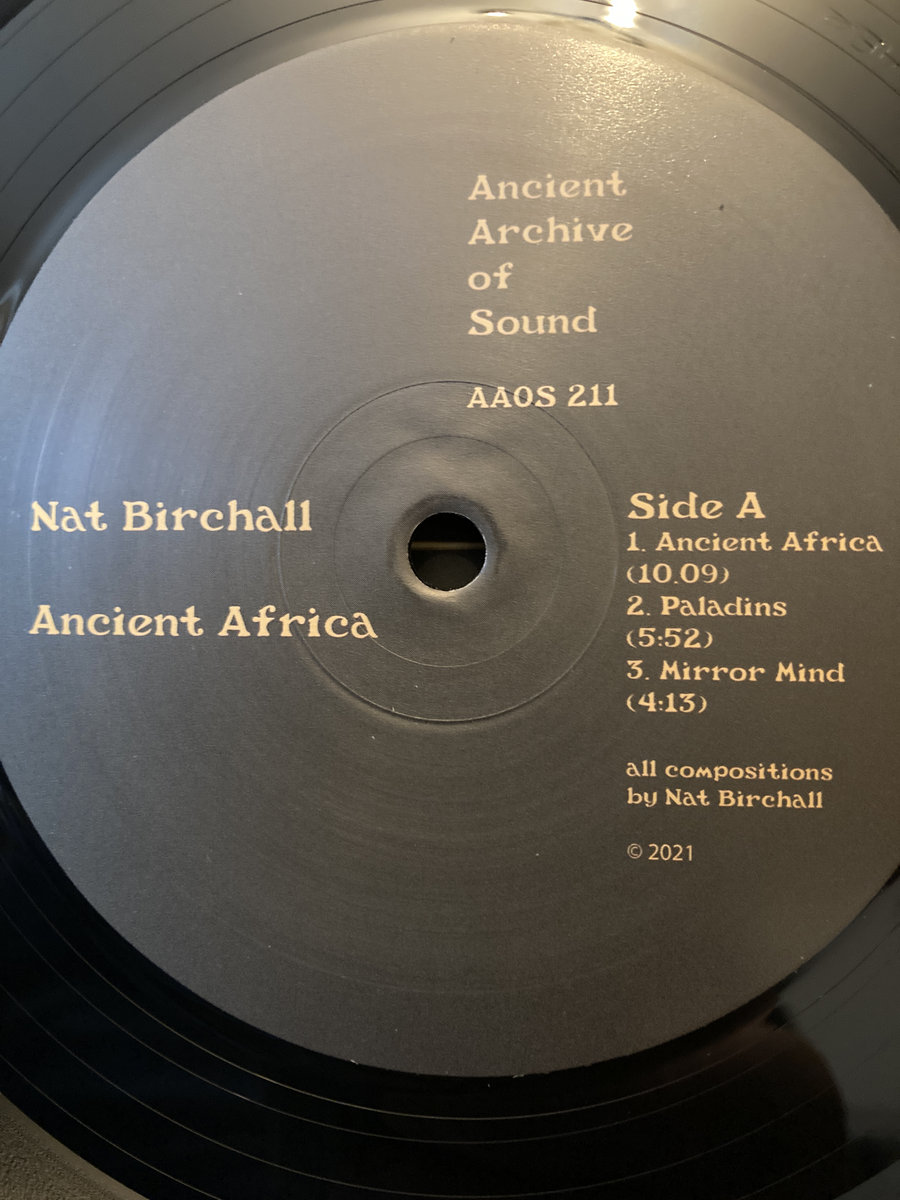 Ancient
Archive
of
Sound
AAOS 211
Nat Birchall
Ancient Africa
Side A
1. Ancient Africa
(10.09)
2. Paladins
(5:52)
3. Mirror Mind
(4:13)
all compositions
by Nat Birchall
© 2021